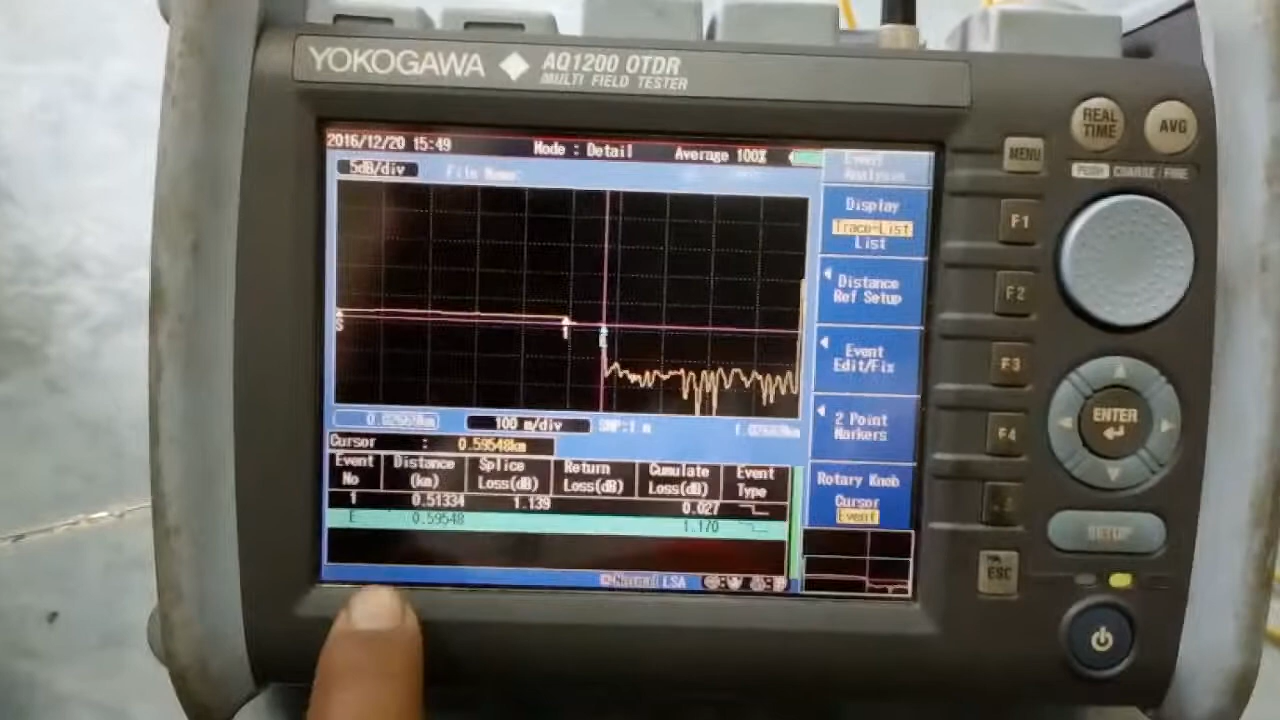 YOKOGAWA AQ1200 OTDR
MULTI FIELD TESTER
2016/12/20 15:49 Mode : Detail Average 100%
5dB/div File Name:
Event
Analysis
Display
Trace-List
List
Distance
Ref Setup
Event
Edit/Fix
2 Point
Markers
Rotary Knob
Cursor
Event
S
1
E
100 m/div SMP:1 m
Cursor : 0.59548km
Event No Distance (km) Splice Loss(dB) Return Loss(dB) Cumulate Loss(dB) Event Type
1 0.51334 1.139 0.027
E 0.59548 1.170
LSA
MENU
REAL TIME
AVG
PUSH COARSE / FINE
F1
F2
F3
F4
ENTER
SETUP
ESC